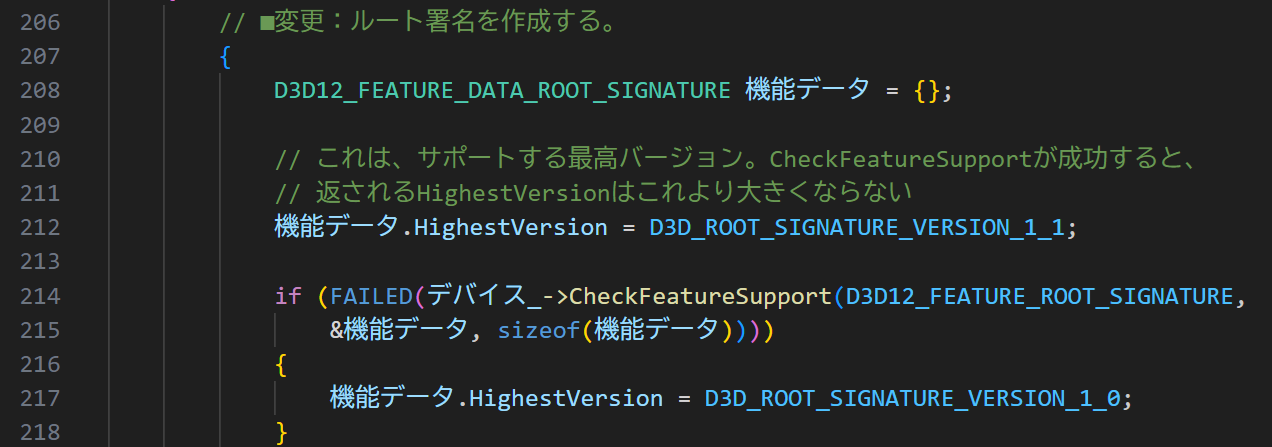 206 // ■変更：ルート署名を作成する。
207 {
208 D3D12_FEATURE_DATA_ROOT_SIGNATURE 機能データ = {};
209
210 // これは、サポートする最高バージョン。CheckFeatureSupportが成功すると、
211 // 返されるHighestVersionはこれより大きくならない
212 機能データ.HighestVersion = D3D_ROOT_SIGNATURE_VERSION_1_1;
213
214 if (FAILED(デバイス_->CheckFeatureSupport(D3D12_FEATURE_ROOT_SIGNATURE,
215 &機能データ, sizeof(機能データ))))
216 {
217 機能データ.HighestVersion = D3D_ROOT_SIGNATURE_VERSION_1_0;
218 }